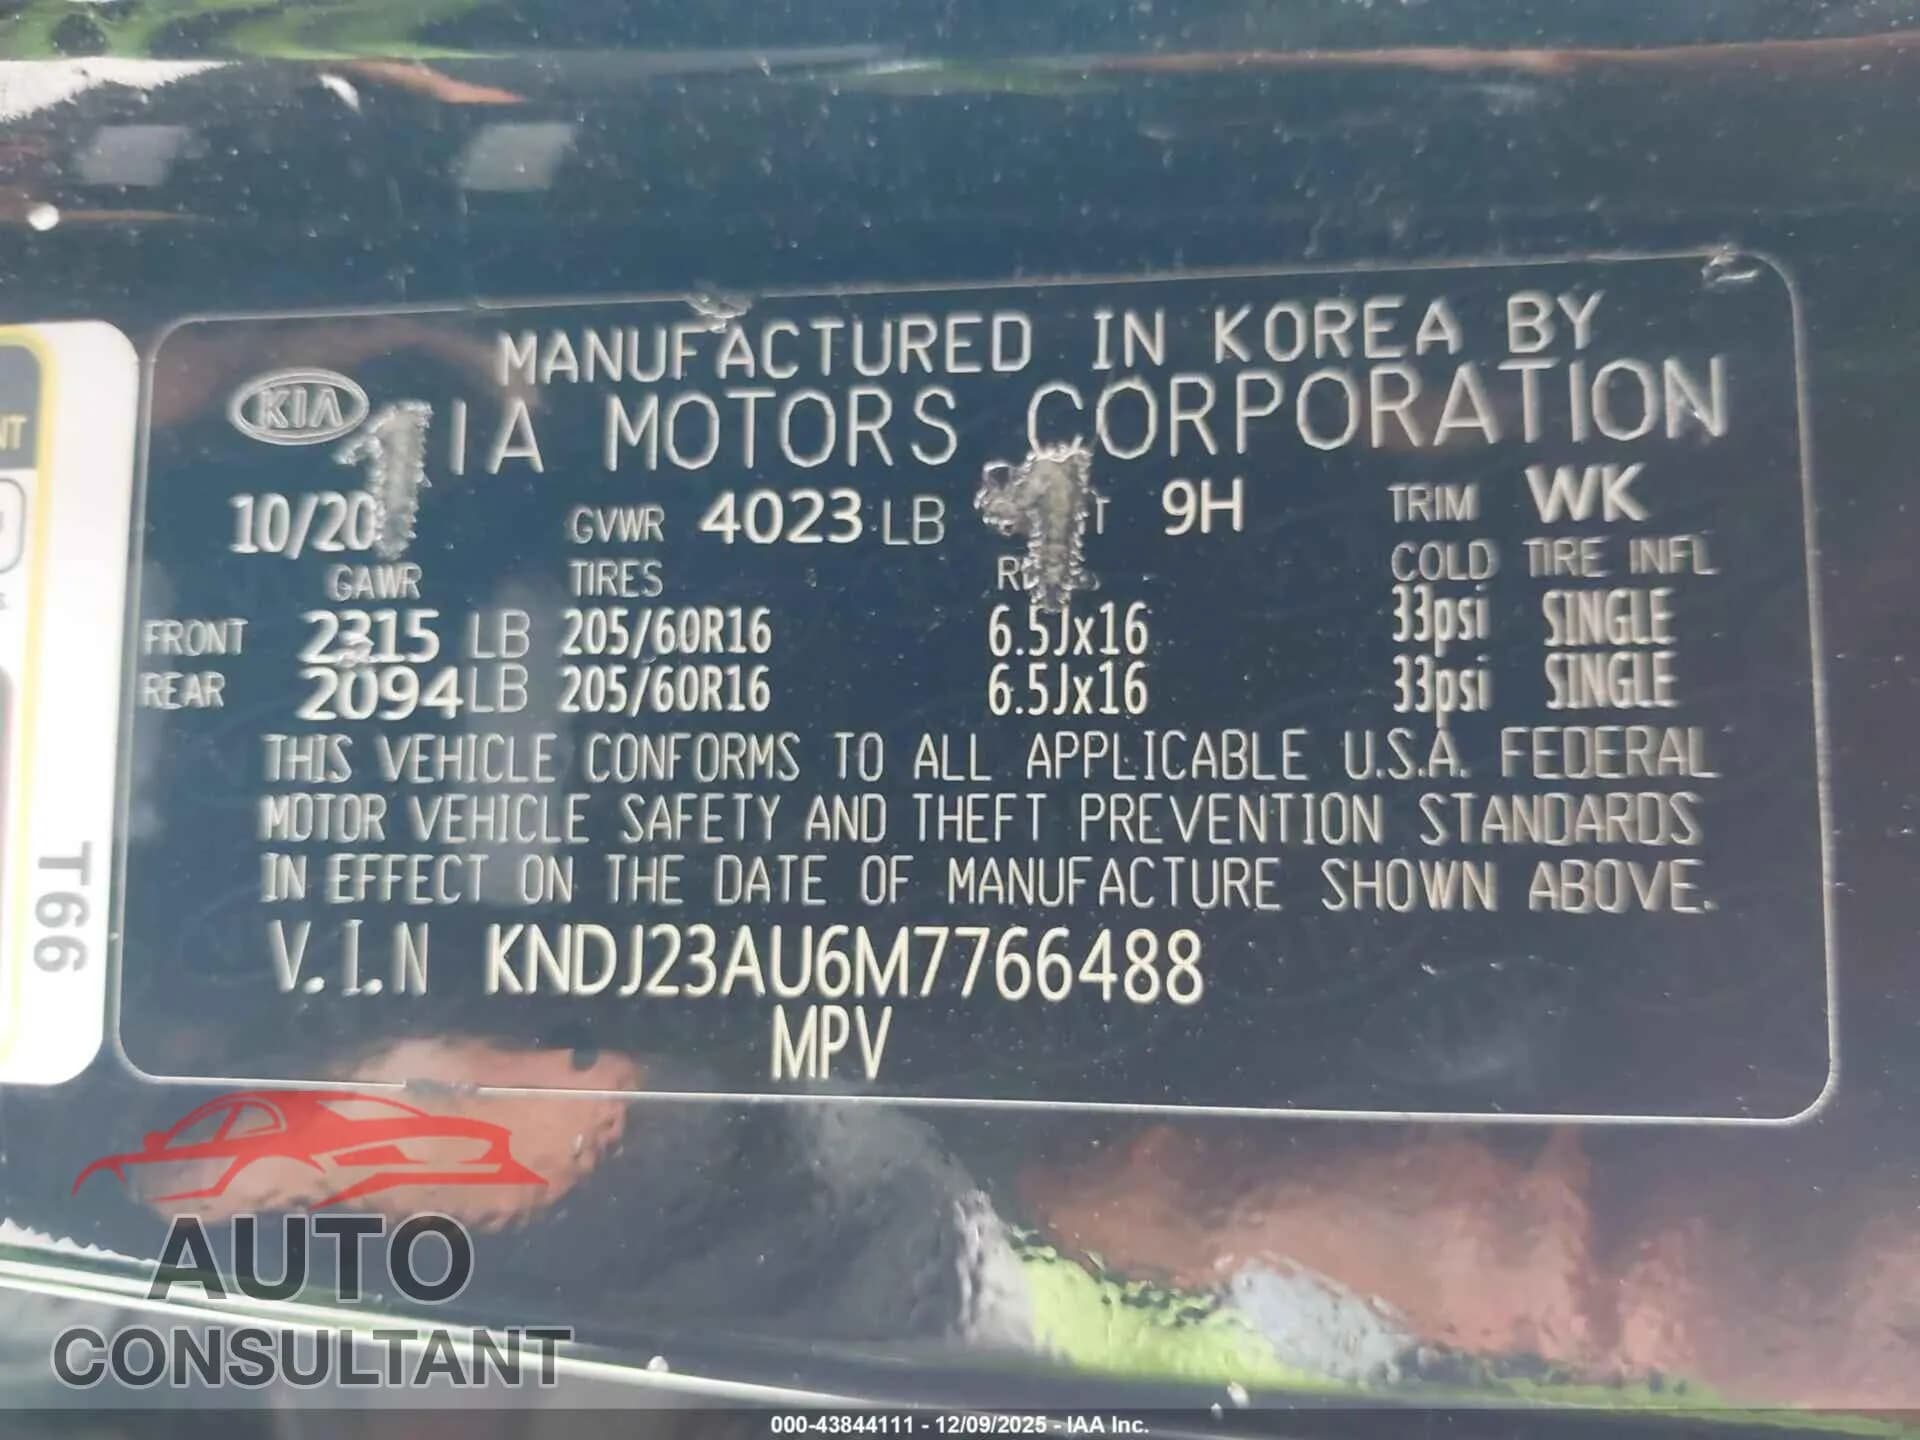 MANUFACTURED IN KOREA BY
KIA
IA MOTORS CORPORATION
10/20 GVWR 4023 LB 9H TRIM WK
GAWR TIRES COLD TIRE INFL
FRONT 2315 LB 205/60R16 6.5Jx16 33psi SINGLE
REAR 2094 LB 205/60R16 6.5Jx16 33psi SINGLE
THIS VEHICLE CONFORMS TO ALL APPLICABLE U.S.A. FEDERAL
MOTOR VEHICLE SAFETY AND THEFT PREVENTION STANDARDS
IN EFFECT ON THE DATE OF MANUFACTURE SHOWN ABOVE.
V.I.N KNDJ23AU6M7766488
MPV
T66
AUTO
CONSULTANT
000-43844111 - 12/09/2025 - IAA Inc.